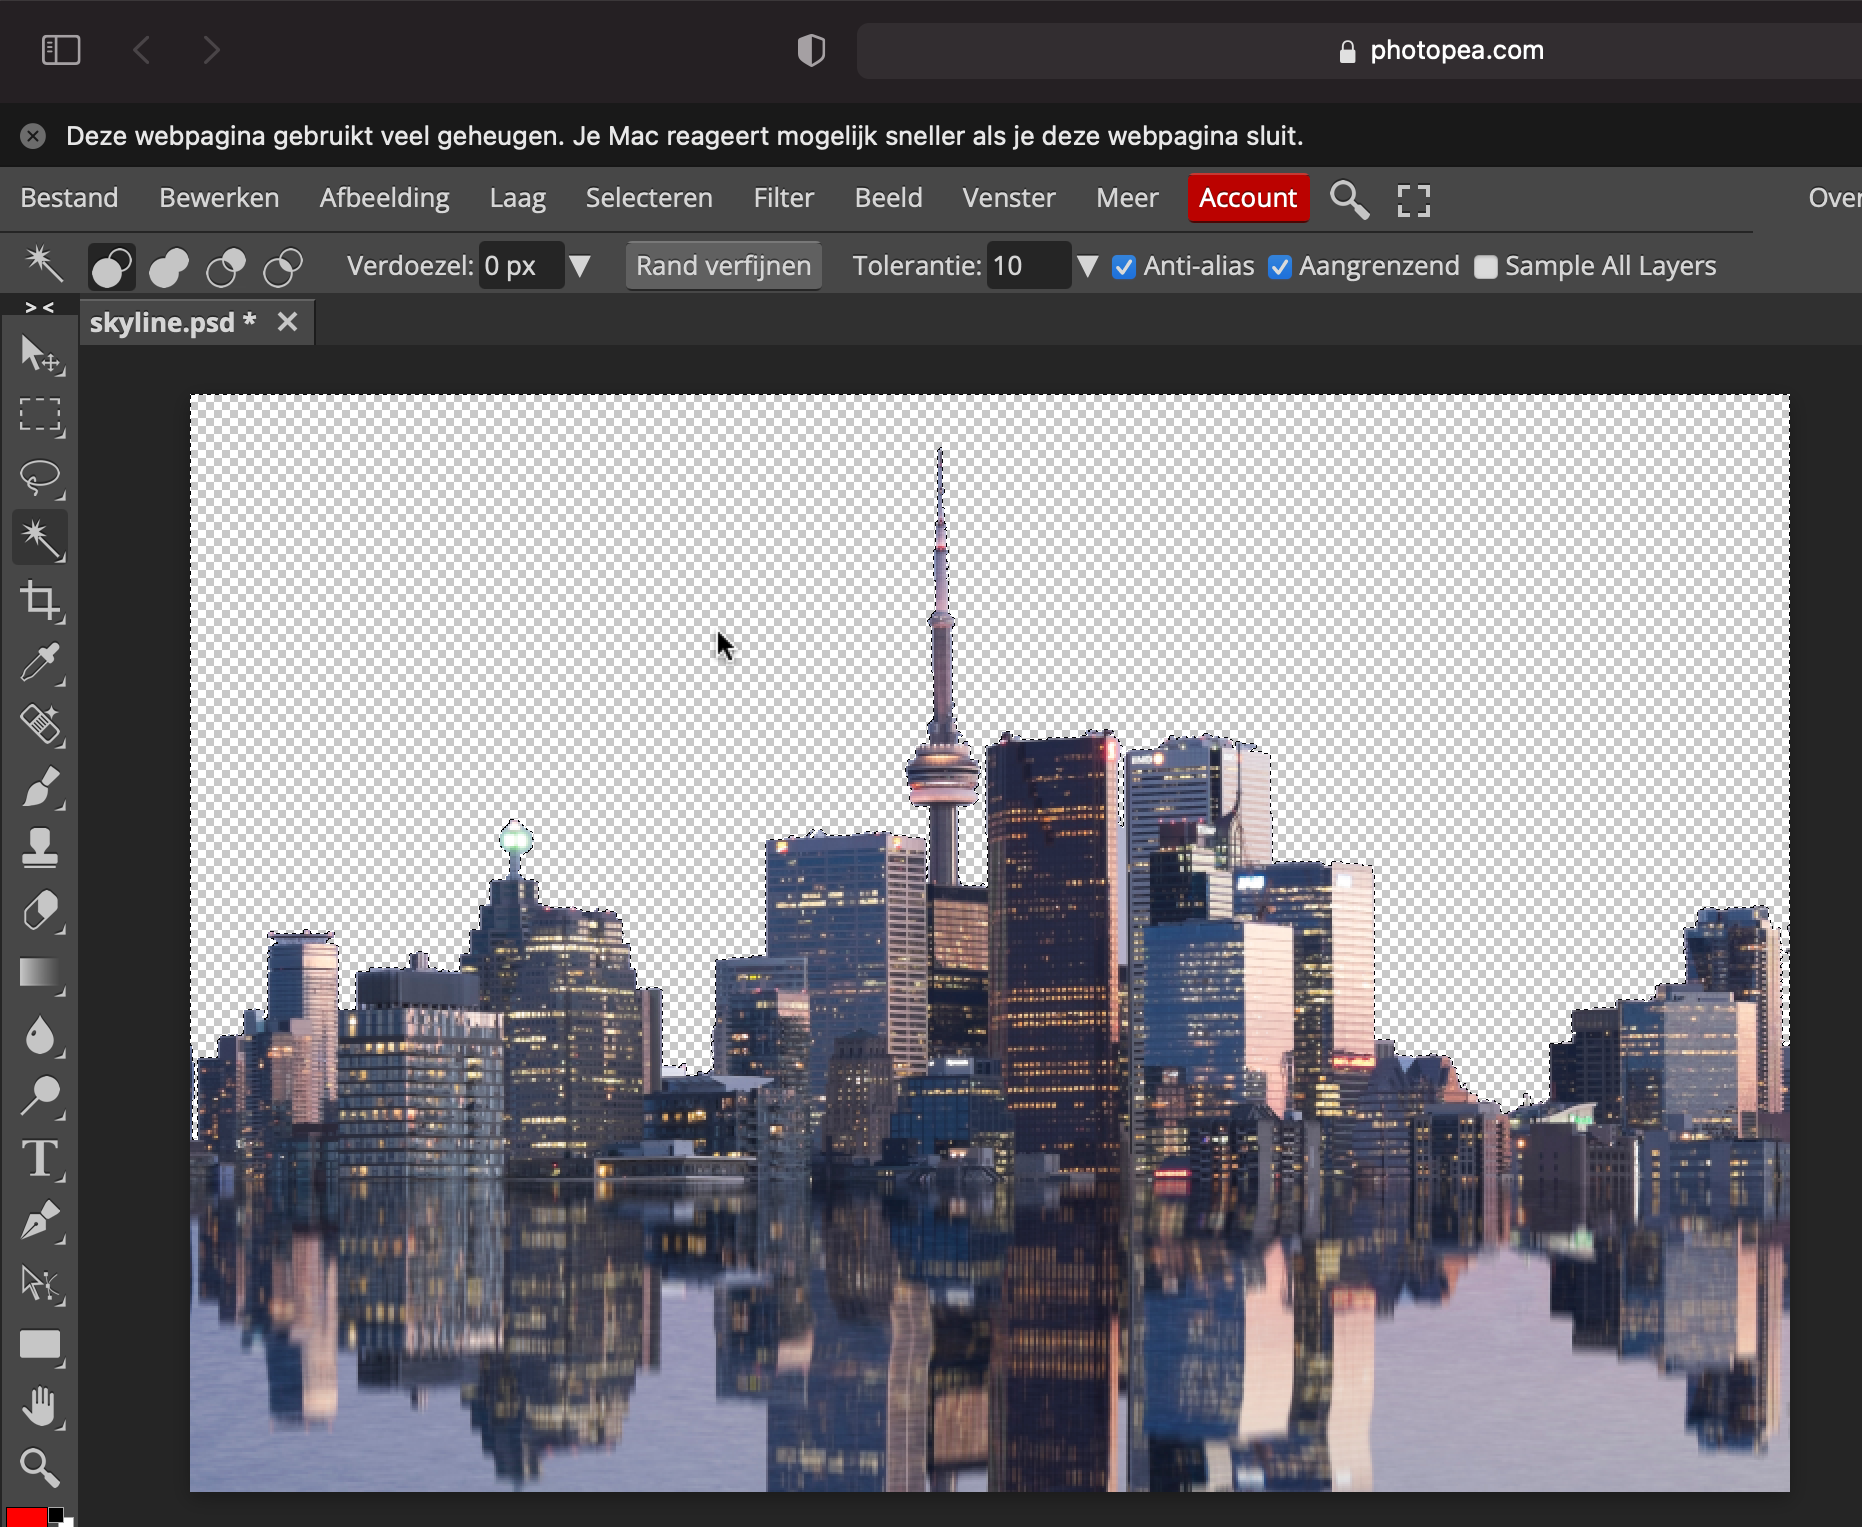 photopea.com
Deze webpagina gebruikt veel geheugen. Je Mac reageert mogelijk sneller als je deze webpagina sluit.
Bestand Bewerken Afbeelding Laag Selecteren Filter Beeld Venster Meer Account Over
Verdoezel: 0 px Rand verfijnen Tolerantie: 10 Anti-alias Aangrenzend Sample All Layers
skyline.psd *
BMO